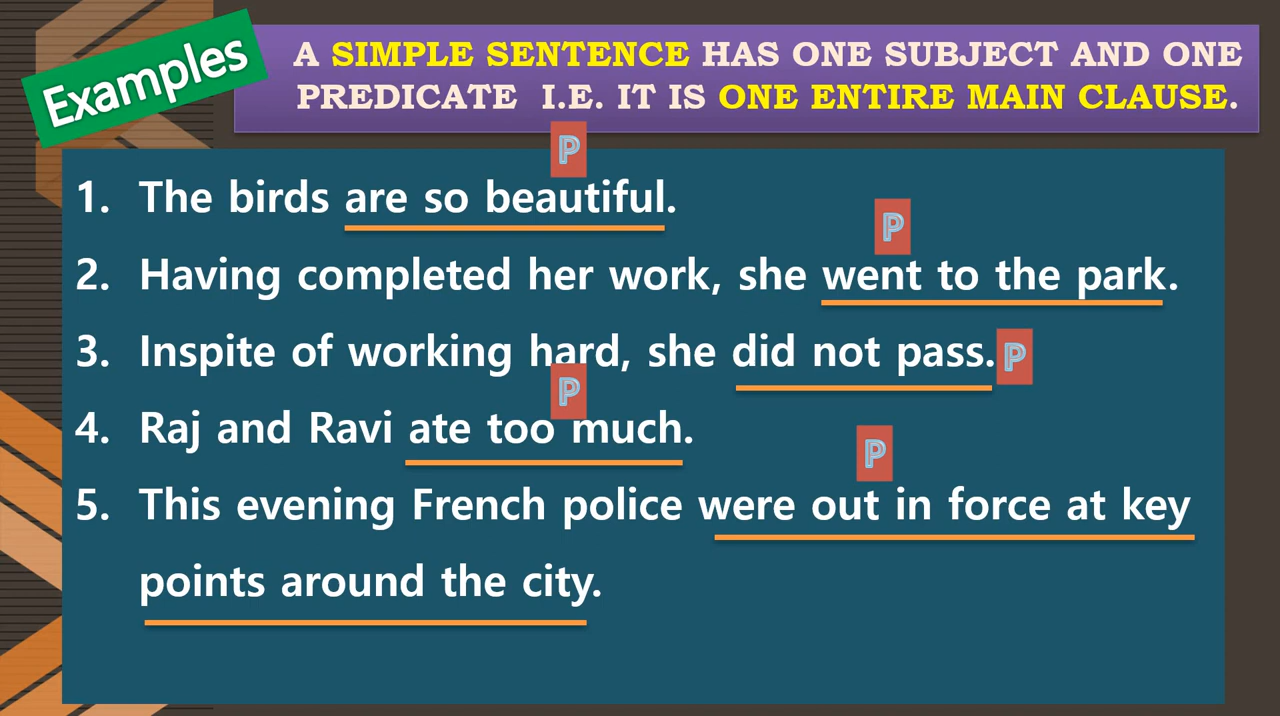 Examples
A SIMPLE SENTENCE HAS ONE SUBJECT AND ONE
PREDICATE I.E. IT IS ONE ENTIRE MAIN CLAUSE.
P
1. The birds are so beautiful.
P
2. Having completed her work, she went to the park.
3. Inspite of working hard, she did not pass. P
P
4. Raj and Ravi ate too much.
P
5. This evening French police were out in force at key
points around the city.